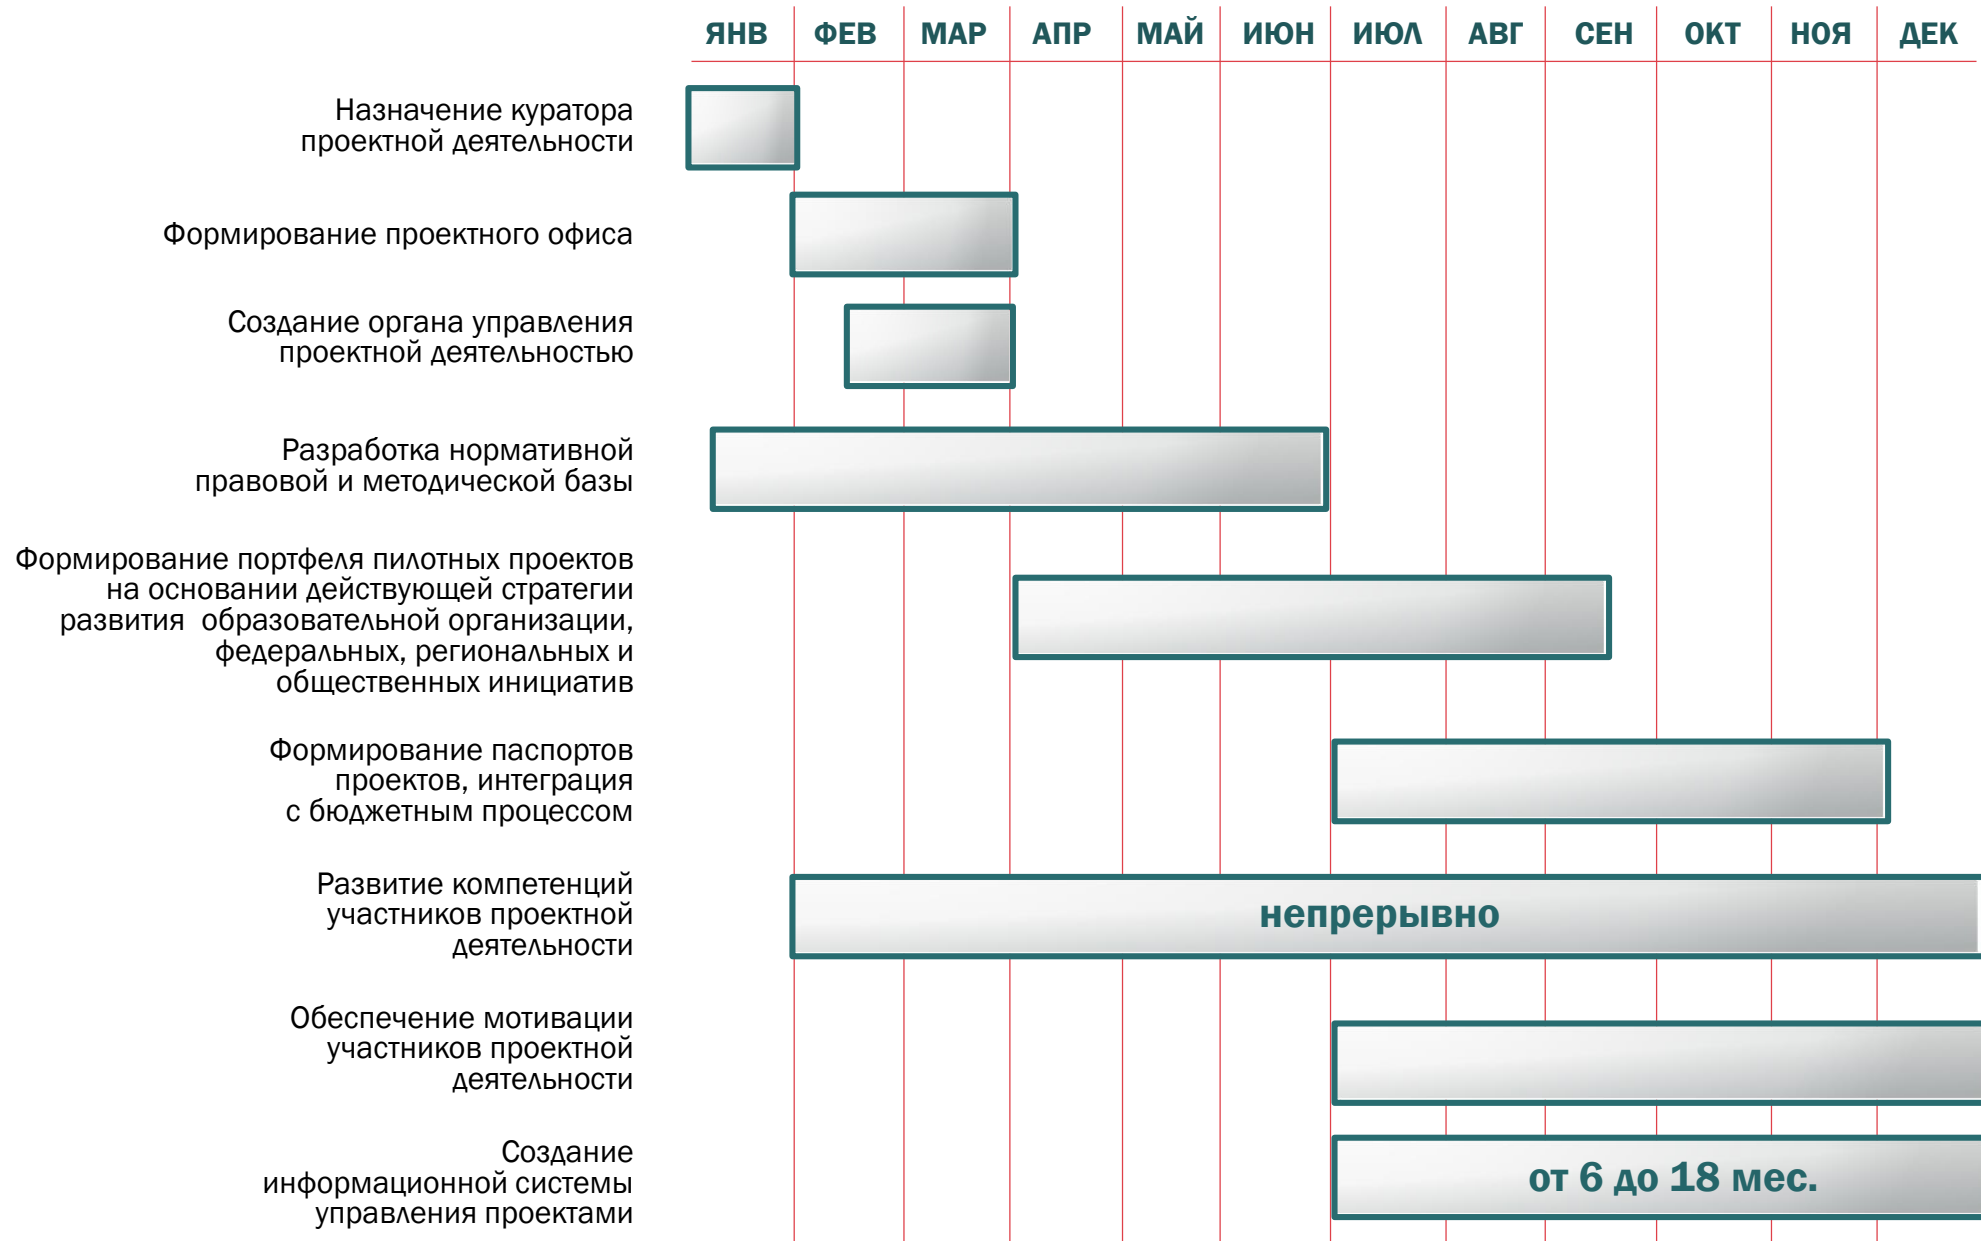 ЯНВ ФЕВ МАР АПР МАЙ ИЮН ИЮЛ АВГ СЕН ОКТ НОЯ ДЕК
Назначение куратора
проектной деятельности
Формирование проектного офиса
Создание органа управления
проектной деятельностью
Разработка нормативной
правовой и методической базы
Формирование портфеля пилотных проектов
на основании действующей стратегии
развития образовательной организации,
федеральных, региональных и
общественных инициатив
Формирование паспортов
проектов, интеграция
с бюджетным процессом
Развитие компетенций
участников проектной
деятельности
непрерывно
Обеспечение мотивации
участников проектной
деятельности
Создание
информационной системы
управления проектами
от 6 до 18 мес.